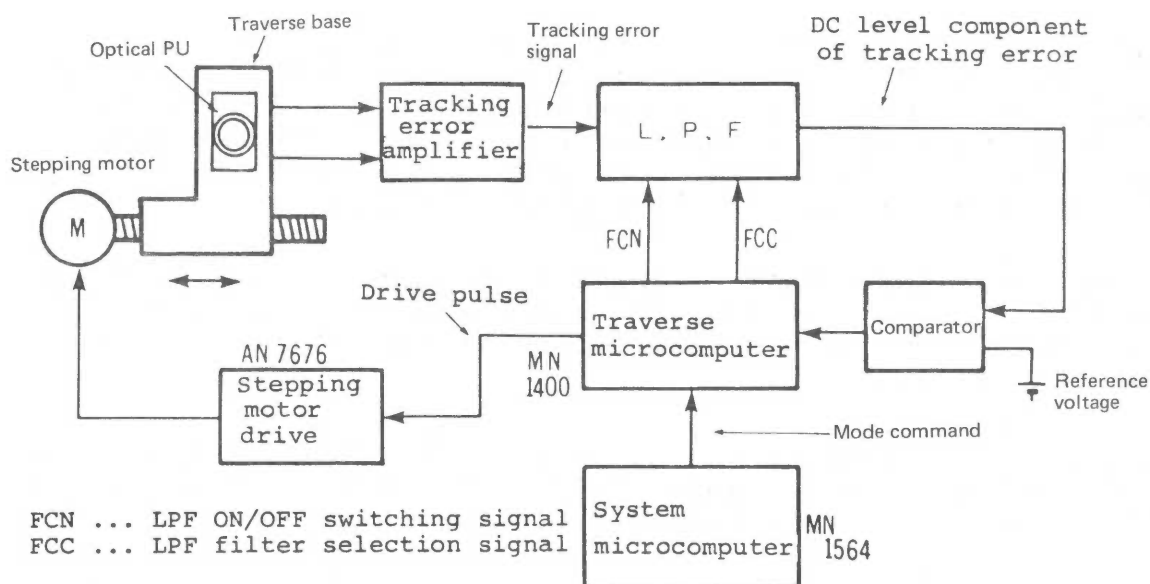 Traverse base
Optical PU
Tracking error
signal
DC level component
of tracking error
Tracking
error
amplifier
L, P, F
Stepping motor
M
FCN
FCC
Drive pulse
Traverse
microcomputer
Comparator
MN
1400
AN 7676
Stepping
motor
drive
Reference
voltage
Mode command
System
microcomputer
MN
1564
FCN ... LPF ON/OFF switching signal
FCC ... LPF filter selection signal